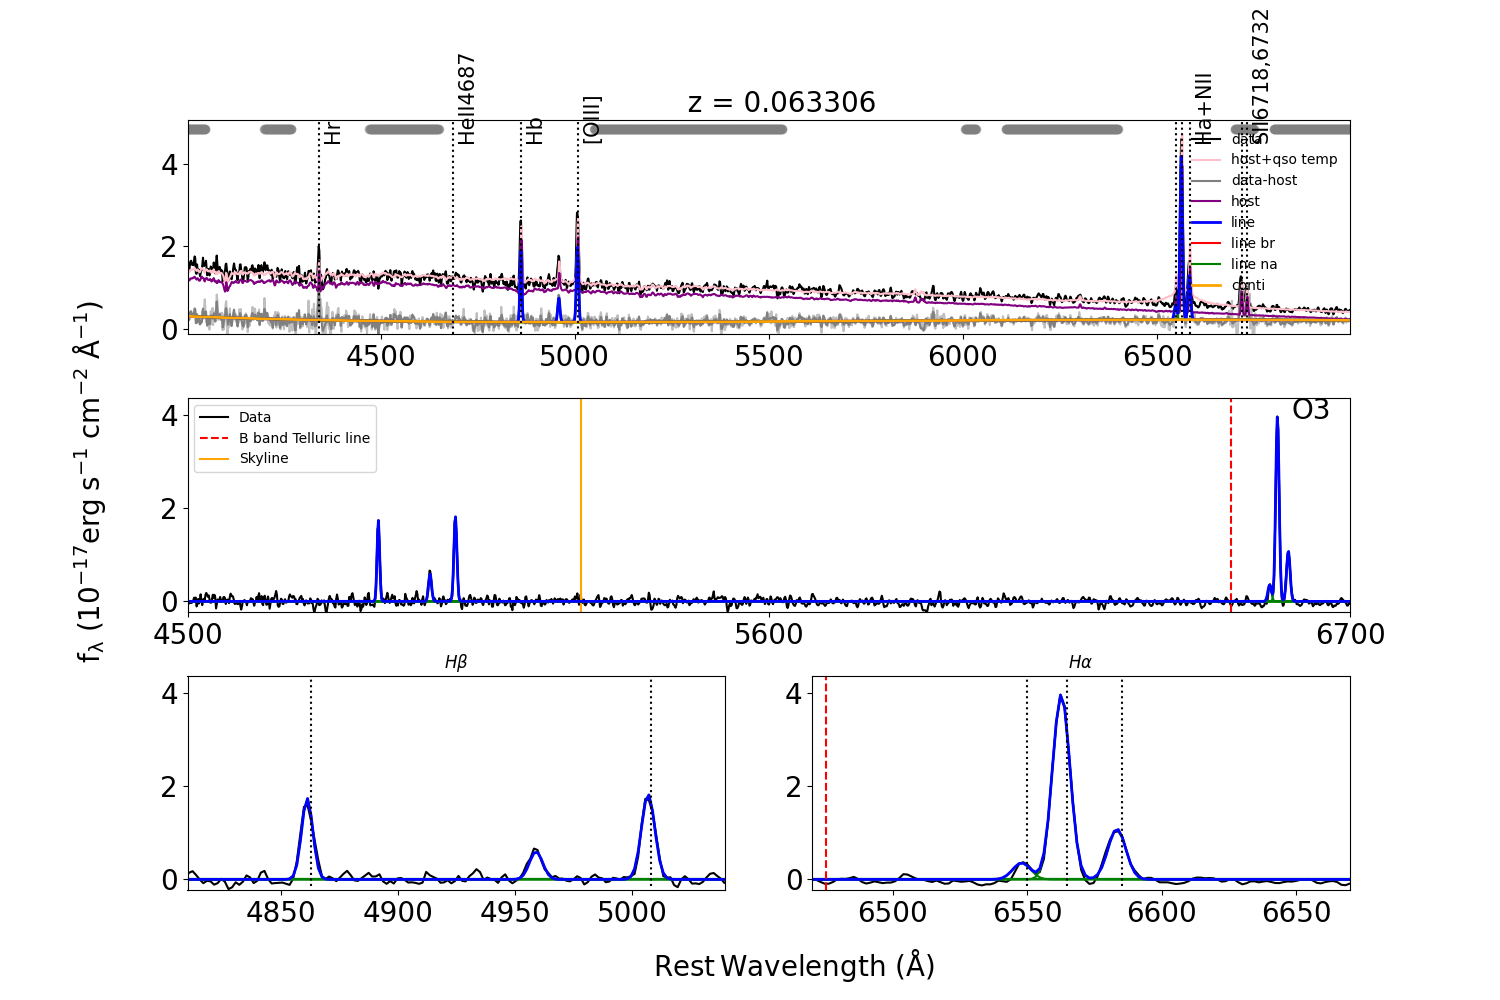 z = 0.063306
Hr
HeII4687
Hb
[OIII]
Ha+NII
SII6718,6732
data
host+qso temp
data-host
host
line
line br
line na
conti
4
2
0
4500
5000
5500
6000
6500
f_λ (10⁻¹⁷erg s⁻¹ cm⁻² Å⁻¹)
Data
B band Telluric line
Skyline
O3
4
2
0
4500
5600
6700
Hβ
4
2
0
4850
4900
4950
5000
Hα
4
2
0
6500
6550
6600
6650
Rest Wavelength (Å)